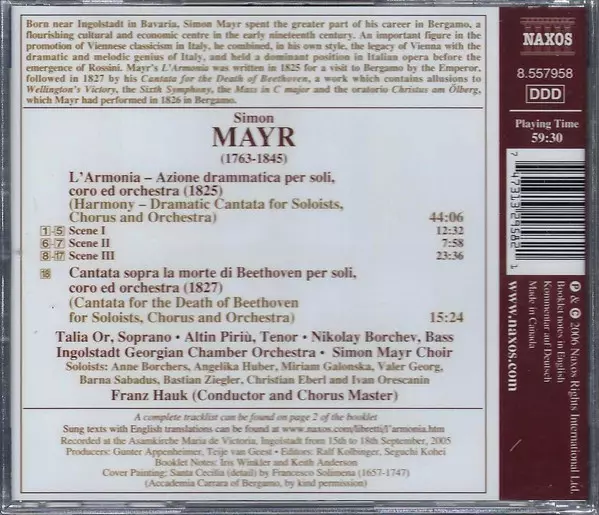 Born near Ingolstadt in Bavaria, Simon Mayr spent the greater part of his career in Bergamo, a
flourishing cultural and economic centre in the early nineteenth century. An important figure in the
promotion of Viennese classicism in Italy, he combined, in his own style, the legacy of Vienna with the
dramatic and melodic genius of Italy, and held a dominant position in Italian opera before the
emergence of Rossini. Mayr's L'Armonia was written in 1825 for a visit to Bergamo by the Emperor,
followed in 1827 by his Cantata for the Death of Beethoven, a work which contains allusions to
Wellington's Victory, the Sixth Symphony, the Mass in C major and the oratorio Christus am Ölberg,
which Mayr had performed in 1826 in Bergamo.
Simon
MAYR
(1763-1845)
L'Armonia – Azione drammatica per soli,
coro ed orchestra (1825)
(Harmony – Dramatic Cantata for Soloists,
Chorus and Orchestra) 44:06
1-5 Scene I 12:32
6-7 Scene II 7:58
8-17 Scene III 23:36
18 Cantata sopra la morte di Beethoven per soli,
coro ed orchestra (1827)
(Cantata for the Death of Beethoven
for Soloists, Chorus and Orchestra) 15:24
Talia Or, Soprano • Altin Piriù, Tenor • Nikolay Borchev, Bass
Ingolstadt Georgian Chamber Orchestra • Simon Mayr Choir
Soloists: Anne Borchers, Angelika Huber, Miriam Galonska, Valer Georg,
Barna Sabadus, Bastian Ziegler, Christian Eberl and Ivan Orescanin
Franz Hauk (Conductor and Chorus Master)
A complete tracklist can be found on page 2 of the booklet
Sung texts with English translations can be found at www.naxos.com/libretti/l'armonia.htm
Recorded at the Asamkirche Maria de Victoria, Ingolstadt from 15th to 18th September, 2005
Producers: Gunter Appenheimer, Teije van Geest • Editors: Ralf Kolbinger, Seguchi Kohei
Booklet Notes: Iris Winkler and Keith Anderson
Cover Painting: Santa Cecilia (detail) by Francesco Solimena (1657-1747)
(Accademia Carrara of Bergamo, by kind permission)
NAXOS
8.557958
DDD
Playing Time
59:30
7 47313 29582 1
www.naxos.com
℗ & © 2006 Naxos Rights International Ltd.
Booklet notes in English
Kommentar auf Deutsch
Made in Canada